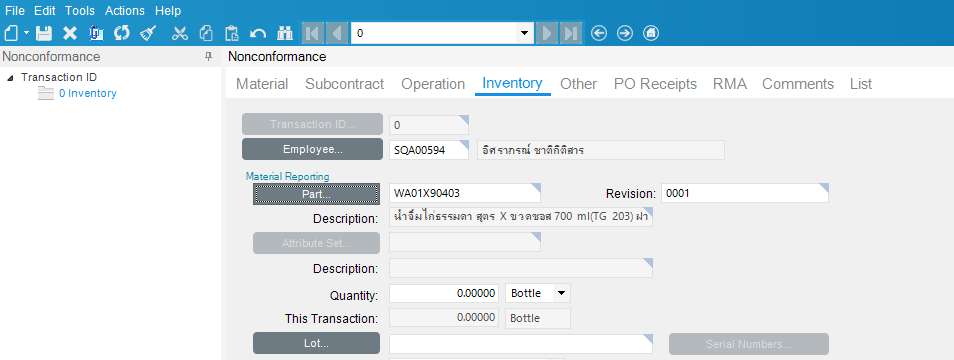 File Edit Tools Actions Help
0
Nonconformance
Nonconformance
Transaction ID
0 Inventory
Material Subcontract Operation Inventory Other PO Receipts RMA Comments List
Transaction ID... 0
Employee... SQA00594 จิศราภรณ์ ชาติกิติสาร
Material Reporting
Part... WA01X90403 Revision: 0001
Description: น้ำจิ้มไก่ธรรมดา สูตร X ขวดซอส 700 ml(TG 203) ฝา
Attribute Set...
Description:
Quantity: 0.00000 Bottle
This Transaction: 0.00000 Bottle
Lot... Serial Numbers...